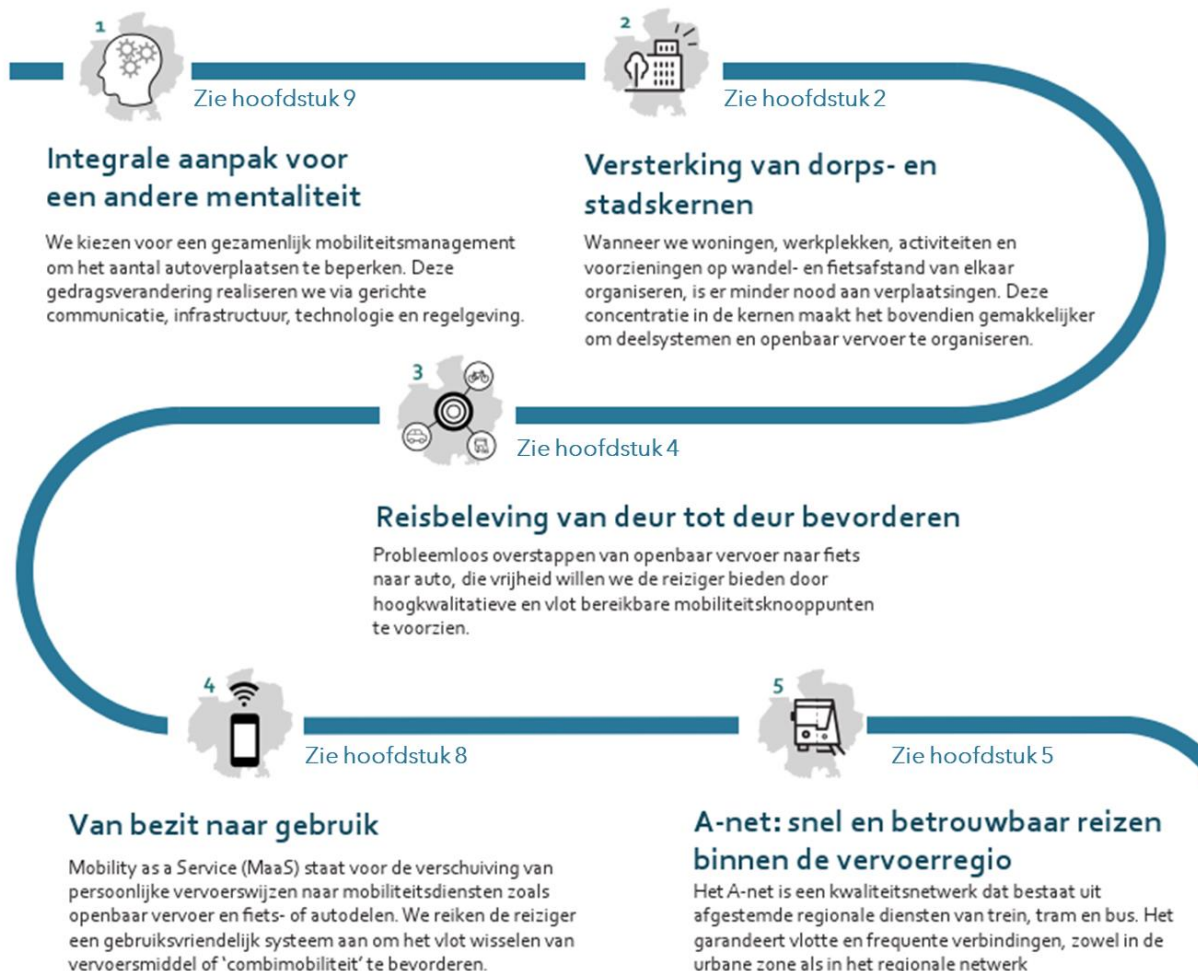 1
Zie hoofdstuk 9
Integrale aanpak voor
een andere mentaliteit
We kiezen voor een gezamenlijk mobiliteitsmanagement
om het aantal autoverplaatsen te beperken. Deze
gedragsverandering realiseren we via gerichte
communicatie, infrastructuur, technologie en regelgeving.
2
Zie hoofdstuk 2
Versterking van dorps- en
stadskernen
Wanneer we woningen, werkplekken, activiteiten en
voorzieningen op wandel- en fietsafstand van elkaar
organiseren, is er minder nood aan verplaatsingen. Deze
concentratie in de kernen maakt het bovendien gemakkelijker
om deelsystemen en openbaar vervoer te organiseren.
3
Zie hoofdstuk 4
Reisbeleving van deur tot deur bevorderen
Probleemloos overstappen van openbaar vervoer naar fiets
naar auto, die vrijheid willen we de reiziger bieden door
hoogkwalitatieve en vlot bereikbare mobiliteitsknooppunten
te voorzien.
4
Zie hoofdstuk 8
Van bezit naar gebruik
Mobility as a Service (MaaS) staat voor de verschuiving van
persoonlijke vervoerswijzen naar mobiliteitsdiensten zoals
openbaar vervoer en fiets- of autodelen. We reiken de reiziger
een gebruiksvriendelijk systeem aan om het vlot wisselen van
vervoersmiddel of ‘combimobiliteit’ te bevorderen.
5
Zie hoofdstuk 5
A-net: snel en betrouwbaar reizen
binnen de vervoerregio
Het A-net is een kwaliteitsnetwerk dat bestaat uit
afgestemde regionale diensten van trein, tram en bus. Het
garandeert vlotte en frequente verbindingen, zowel in de
urbane zone als in het regionale netwerk